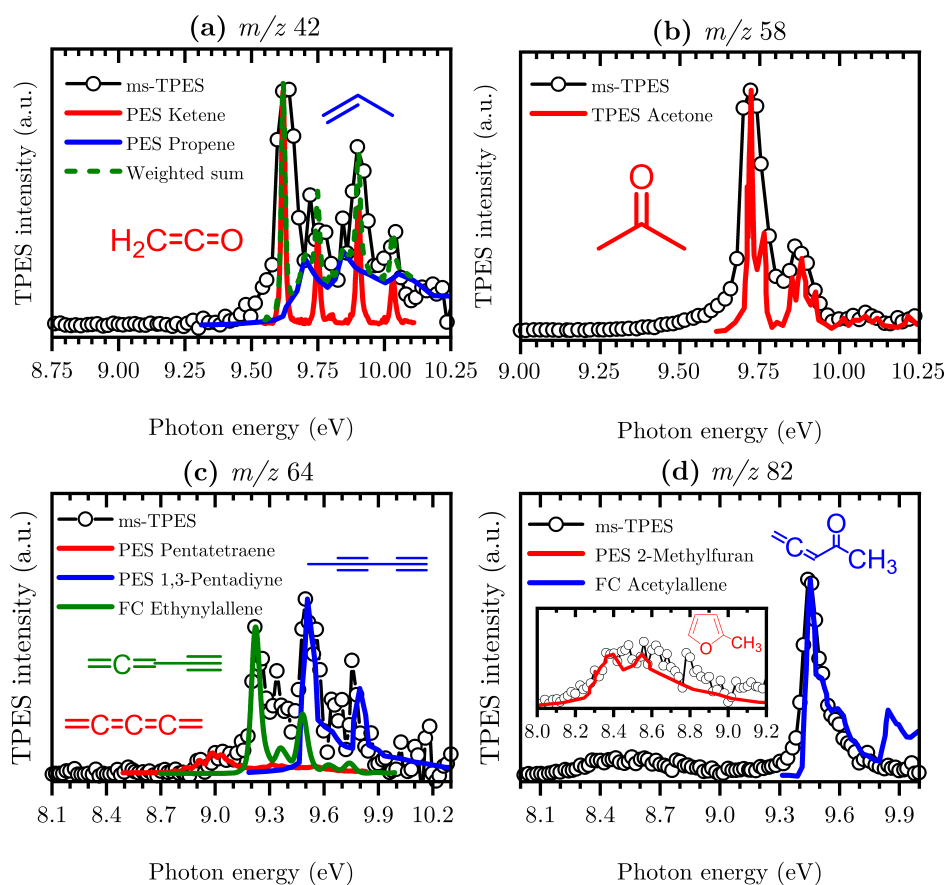 (a) m/z 42
TPES intensity (a.u.)
ms-TPES
PES Ketene
PES Propene
Weighted sum
H₂C=C=O
8.75 9.00 9.25 9.50 9.75 10.00 10.25
Photon energy (eV)
(b) m/z 58
TPES intensity (a.u.)
ms-TPES
TPES Acetone
O
9.00 9.25 9.50 9.75 10.00 10.25
Photon energy (eV)
(c) m/z 64
TPES intensity (a.u.)
ms-TPES
PES Pentatetraene
PES 1,3-Pentadiyne
FC Ethynylallene
C
C=C=C
8.1 8.4 8.7 9.0 9.3 9.6 9.9 10.2
Photon energy (eV)
(d) m/z 82
TPES intensity (a.u.)
ms-TPES
PES 2-Methylfuran
FC Acetylallene
O
C
CH₃
O
CH₃
8.0 8.2 8.4 8.6 8.8 9.0 9.2
8.1 8.4 8.7 9.0 9.3 9.6 9.9
Photon energy (eV)